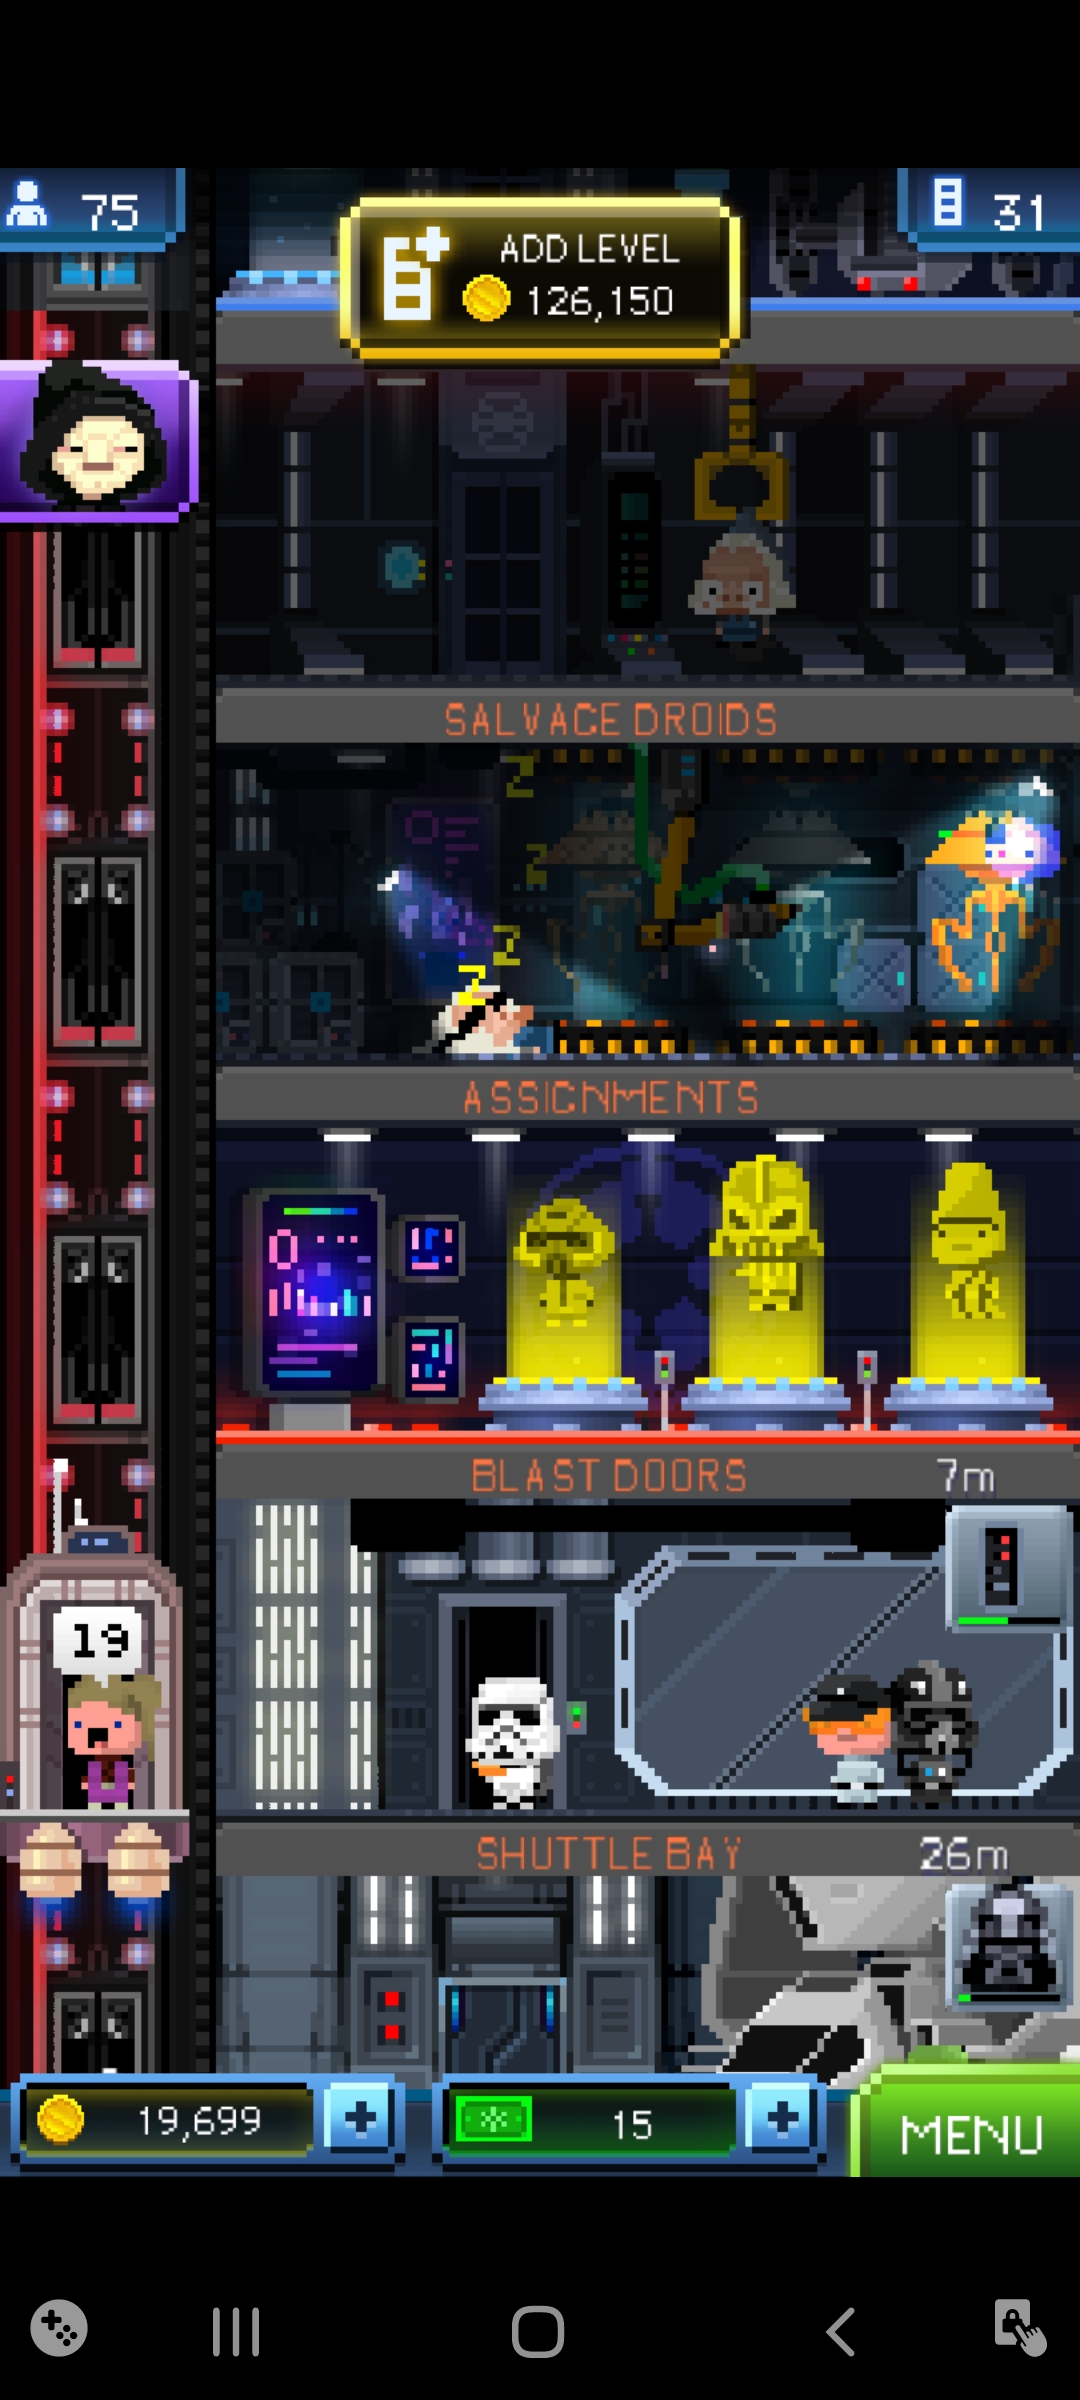 75
ADD LEVEL
126,150
31
SALVAGE DROIDS
Z
Z
Z
Z
ASSIGNMENTS
BLAST DOORS 7m
19
SHUTTLE BAY 26m
19,699
15
MENU